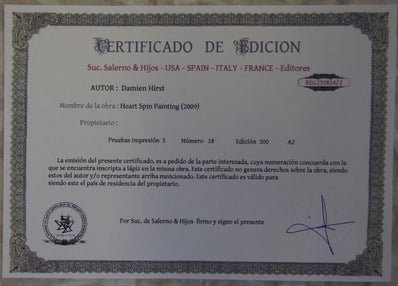 CERTIFICADO DE EDICION
Suc. Salerno & Hijos - USA - SPAIN - ITALY - FRANCE - Editores
REG235814/2
AUTOR : Damien Hirst
Nombre de la obra : Heart Spin Painting (2009)
Propietario :
Pruebas impresión 3 Número 18 Edición 300 A2
La emisión del presente certificado, es a pedido de la parte interesada, cuya numeración concuerda con la
que se encuentra inscripta a lápis en la misma obra. Este certificado no genera derechos sobre la obra, siendo
estos del autor y/o representante arriba mencionado. Este certificado es válido para
siendo este el país de residencia del propietario.
Por Suc. de Salerno & Hijos firmo y signo el presente